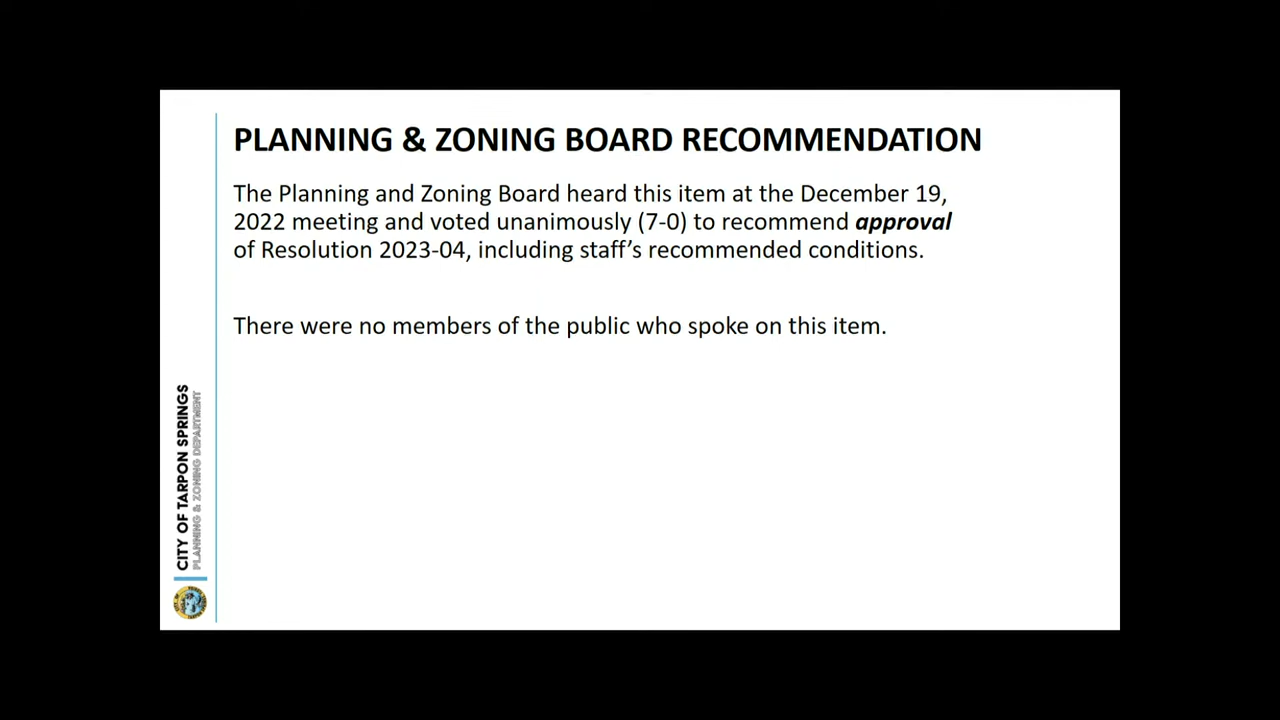 PLANNING & ZONING BOARD RECOMMENDATION
The Planning and Zoning Board heard this item at the December 19,
2022 meeting and voted unanimously (7-0) to recommend approval
of Resolution 2023-04, including staff's recommended conditions.
There were no members of the public who spoke on this item.
CITY OF TARPON SPRINGS
PLANNING & ZONING DEPARTMENT